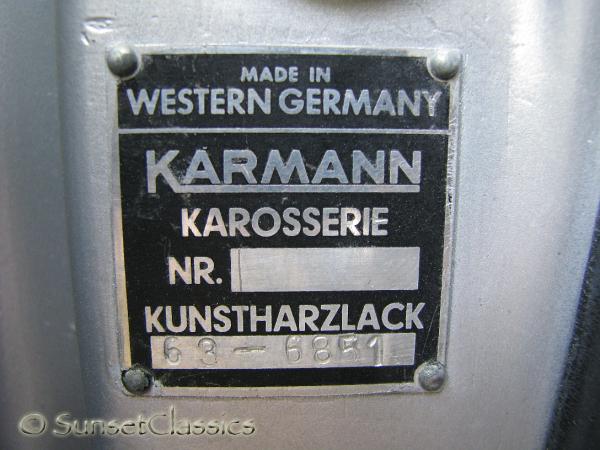 MADE IN
WESTERN GERMANY
KARMANN
KAROSSERIE
NR.
KUNSTHARZLACK
63-6851
© SunsetClassics